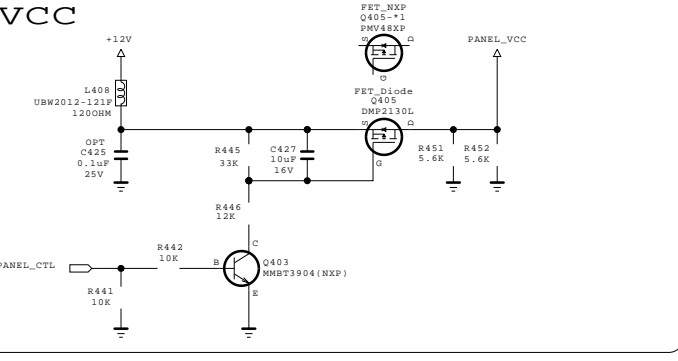 VCC
FET_NXP
Q405-*1
PMV48XP
S
D
G
+12V
PANEL_VCC
L408
UBW2012-121F
120OHM
FET_Diode
Q405
DMP2130L
S
D
G
OPT
C425
0.1uF
25V
R445
33K
C427
10uF
16V
R451
5.6K
R452
5.6K
R446
12K
PANEL_CTL
R442
10K
B
C
E
Q403
MMBT3904(NXP)
R441
10K